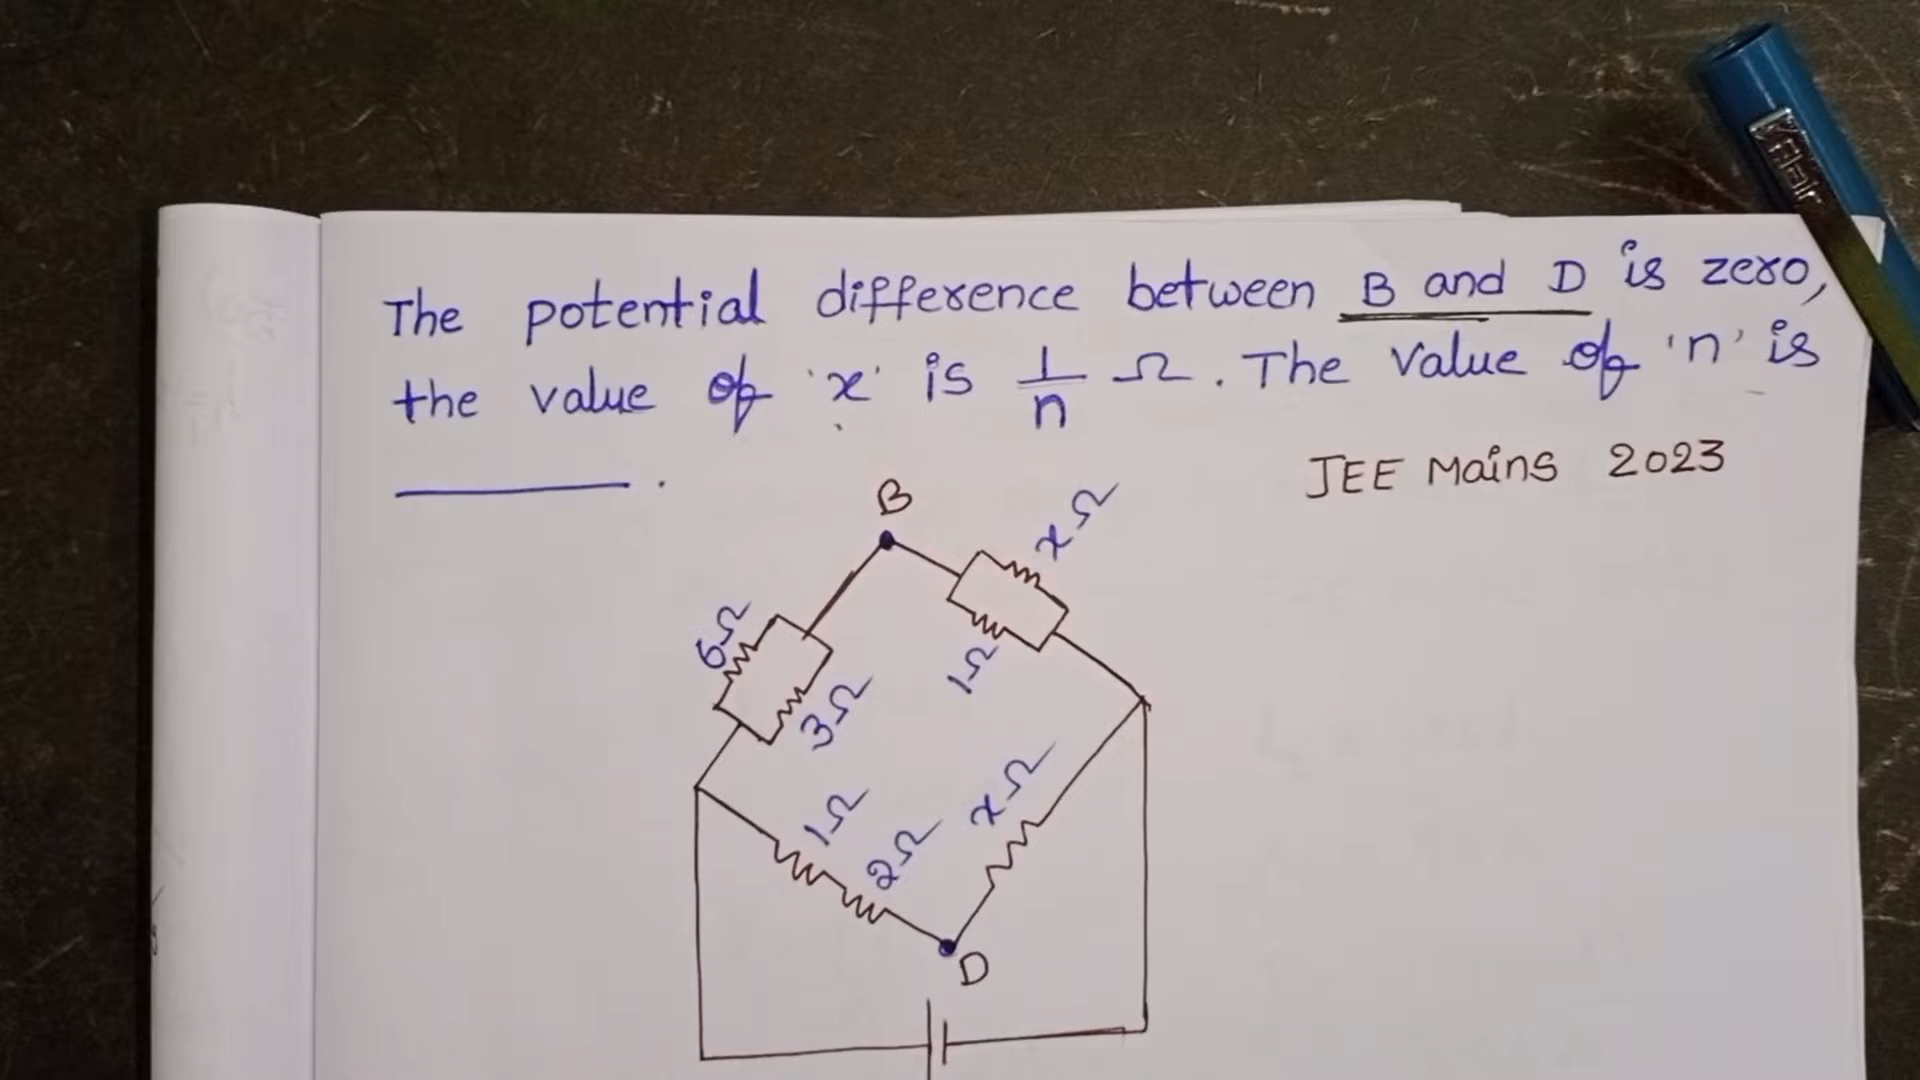 The potential difference between B and D is zero,
the value of 'x' is 1/n Ω. The value of 'n' is
______.
JEE Mains 2023
B
xΩ
6Ω
3Ω
1Ω
1Ω
2Ω
xΩ
D
Flair